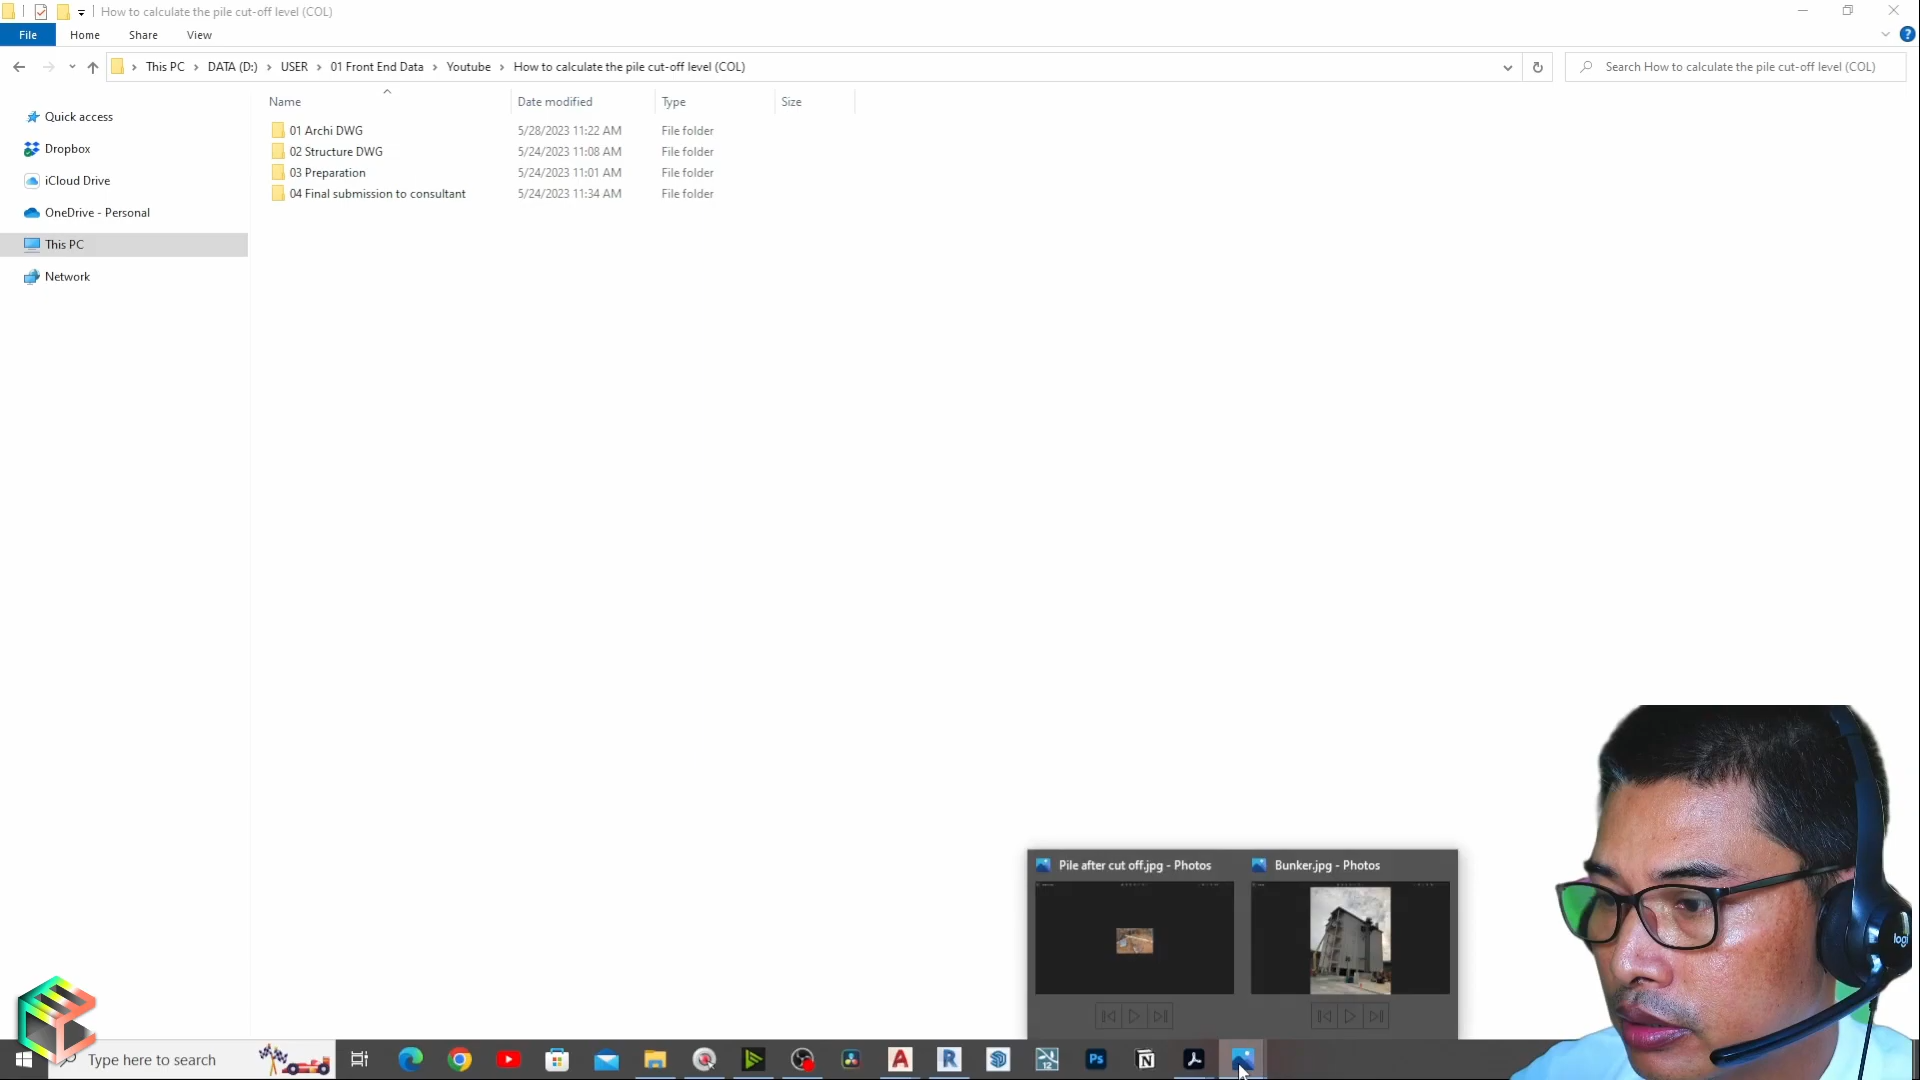 How to calculate the pile cut-off level (COL)
File Home Share View
This PC DATA (D:) USER 01 Front End Data Youtube How to calculate the pile cut-off level (COL)
Search How to calculate the pile cut-off level (COL)
Name Date modified Type Size
Quick access
Dropbox
iCloud Drive
OneDrive - Personal
This PC
Network
01 Archi DWG 5/28/2023 11:22 AM File folder
02 Structure DWG 5/24/2023 11:08 AM File folder
03 Preparation 5/24/2023 11:01 AM File folder
04 Final submission to consultant 5/24/2023 11:34 AM File folder
Pile after cut off.jpg - Photos
Bunker.jpg - Photos
logi
Type here to search
A R 12 Ps N